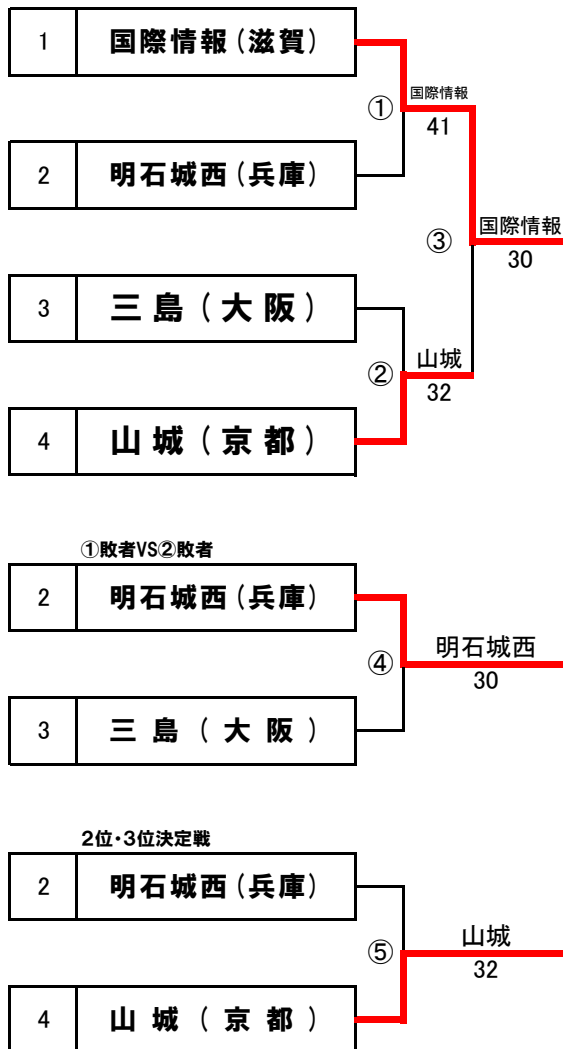 1 国際情報(滋賀)
国際情報
① 41
2 明石城西(兵庫)
国際情報
③ 30
3 三島(大阪)
山城
② 32
4 山城(京都)
①敗者VS②敗者
2 明石城西(兵庫)
明石城西
④ 30
3 三島(大阪)
2位・3位決定戦
2 明石城西(兵庫)
山城
⑤ 32
4 山城(京都)